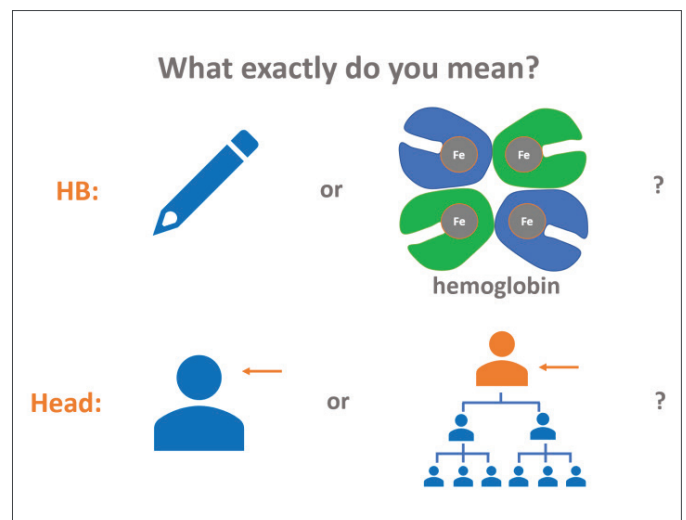 What exactly do you mean?
HB:
or
Fe
Fe
Fe
Fe
?
hemoglobin
Head:
or
?